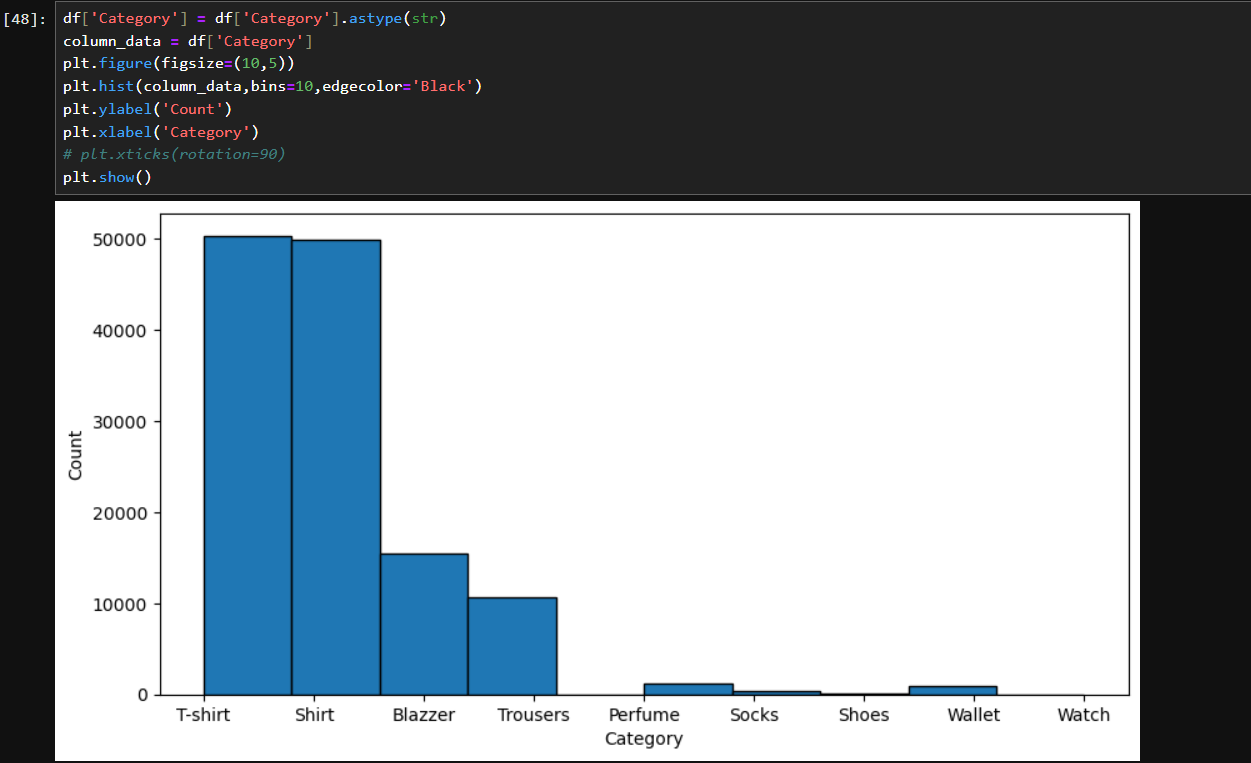 [48]: df['Category'] = df['Category'].astype(str)
column_data = df['Category']
plt.figure(figsize=(10,5))
plt.hist(column_data,bins=10,edgecolor='Black')
plt.ylabel('Count')
plt.xlabel('Category')
# plt.xticks(rotation=90)
plt.show()
50000
40000
30000
20000
10000
0
Count
T-shirt Shirt Blazzer Trousers Perfume Socks Shoes Wallet Watch
Category